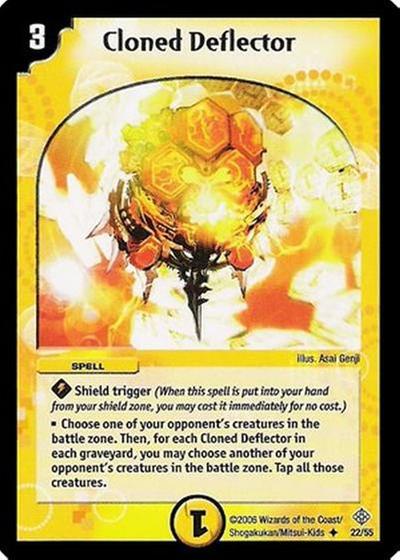 3
Cloned Deflector
illus. Asai Genji
SPELL
Shield trigger (When this spell is put into your hand
from your shield zone, you may cast it immediately for no cost.)
▪ Choose one of your opponent's creatures in the
battle zone. Then, for each Cloned Deflector in
each graveyard, you may choose another of your
opponent's creatures in the battle zone. Tap all those
creatures.
1
©2006 Wizards of the Coast/
Shogakukan/Mitsui-Kids ✦ 22/55